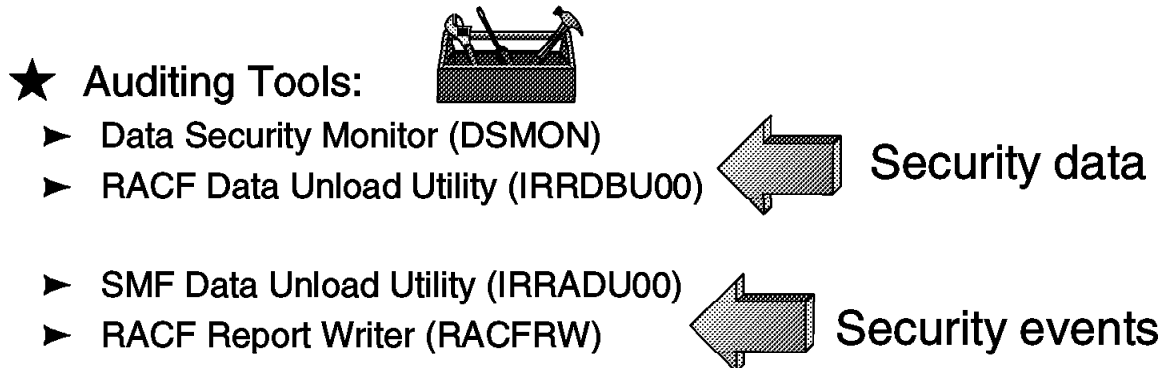 Auditing Tools:
Data Security Monitor (DSMON)
RACF Data Unload Utility (IRRDBU00)
Security data
SMF Data Unload Utility (IRRADU00)
RACF Report Writer (RACFRW)
Security events